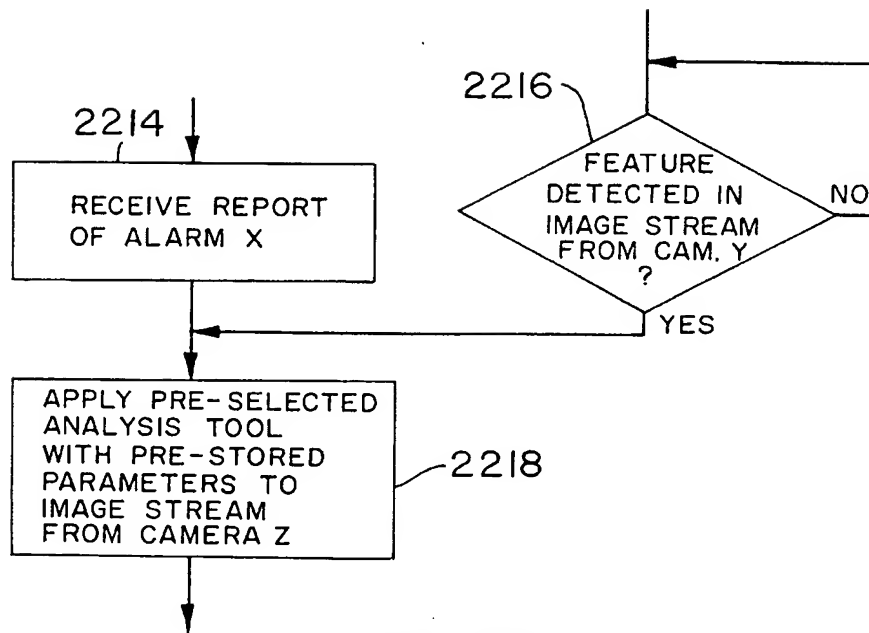 2214
RECEIVE REPORT
OF ALARM X
2216
FEATURE
DETECTED IN
IMAGE STREAM
FROM CAM. Y
?
NO
YES
APPLY PRE-SELECTED
ANALYSIS TOOL
WITH PRE-STORED
PARAMETERS TO
IMAGE STREAM
FROM CAMERA Z
2218